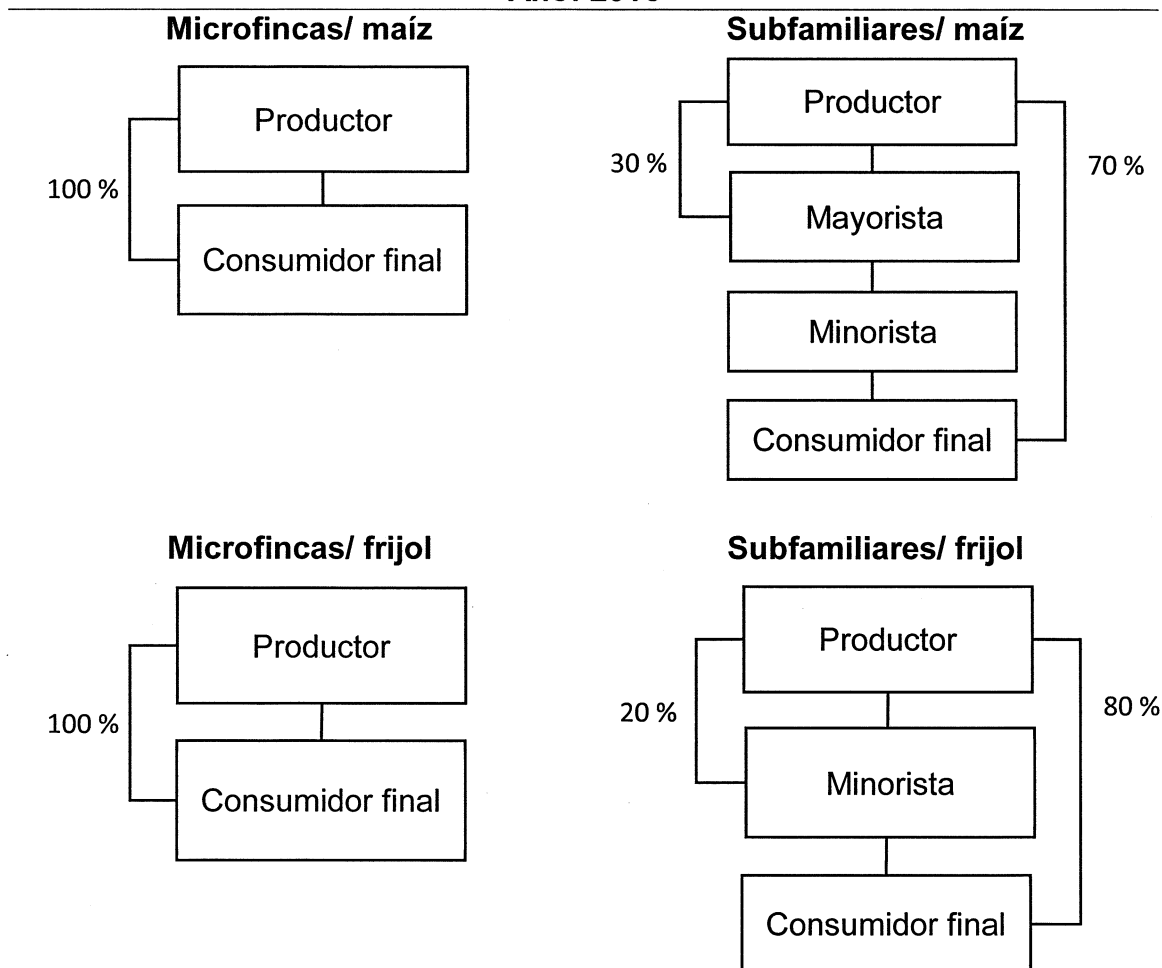 Microfincas/ maíz
Productor
100 %
Consumidor final
Subfamiliares/ maíz
Productor
30 %
70 %
Mayorista
Minorista
Consumidor final
Microfincas/ frijol
Productor
100 %
Consumidor final
Subfamiliares/ frijol
Productor
20 %
80 %
Minorista
Consumidor final